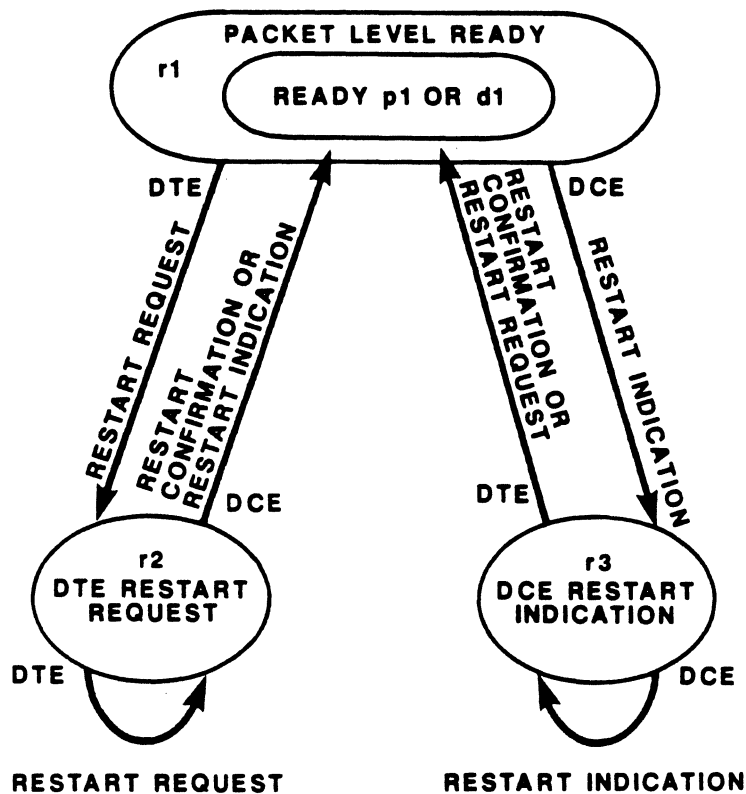 PACKET LEVEL READY
r1
READY p1 OR d1
DTE
DCE
RESTART REQUEST
RESTART
CONFIRMATION OR
RESTART INDICATION
RESTART
CONFIRMATION OR
RESTART REQUEST
RESTART INDICATION
DCE
DTE
r2
DTE RESTART
REQUEST
r3
DCE RESTART
INDICATION
DTE
DCE
RESTART REQUEST
RESTART INDICATION